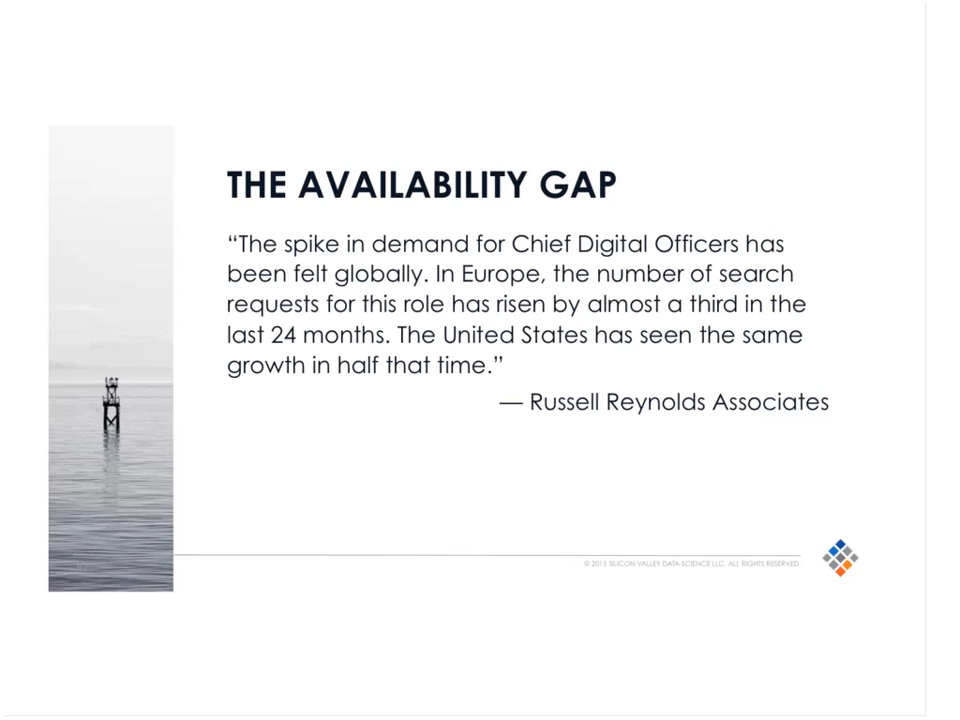 THE AVAILABILITY GAP
“The spike in demand for Chief Digital Officers has
been felt globally. In Europe, the number of search
requests for this role has risen by almost a third in the
last 24 months. The United States has seen the same
growth in half that time.”
— Russell Reynolds Associates
© 2015 SILICON VALLEY DATA SCIENCE LLC. ALL RIGHTS RESERVED.